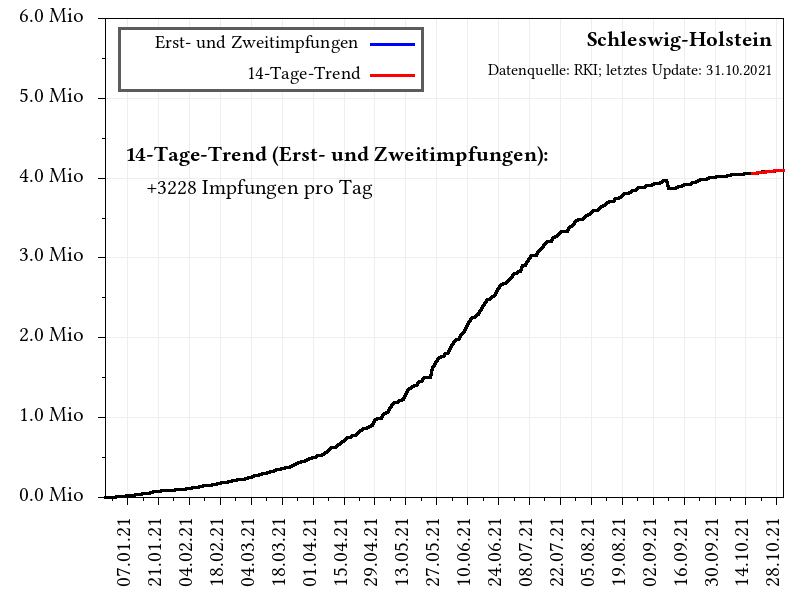 6.0 Mio
5.0 Mio
4.0 Mio
3.0 Mio
2.0 Mio
1.0 Mio
0.0 Mio
Erst- und Zweitimpfungen
14-Tage-Trend
Schleswig-Holstein
Datenquelle: RKI; letztes Update: 31.10.2021
14-Tage-Trend (Erst- und Zweitimpfungen):
+3228 Impfungen pro Tag
07.01.21
21.01.21
04.02.21
18.02.21
04.03.21
18.03.21
01.04.21
15.04.21
29.04.21
13.05.21
27.05.21
10.06.21
24.06.21
08.07.21
22.07.21
05.08.21
19.08.21
02.09.21
16.09.21
30.09.21
14.10.21
28.10.21